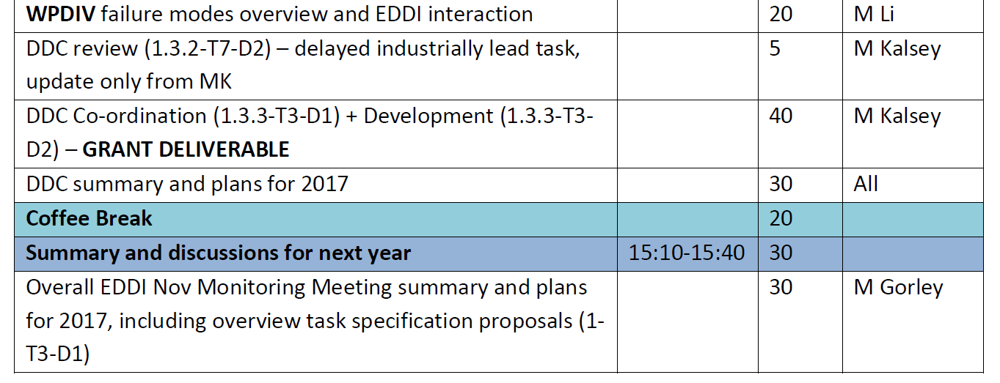 WPDIV failure modes overview and EDDI interaction 20 M Li
DDC review (1.3.2-T7-D2) – delayed industrially lead task, 5 M Kalsey
update only from MK
DDC Co-ordination (1.3.3-T3-D1) + Development (1.3.3-T3- 40 M Kalsey
D2) – GRANT DELIVERABLE
DDC summary and plans for 2017 30 All
Coffee Break 20
Summary and discussions for next year 15:10-15:40 30
Overall EDDI Nov Monitoring Meeting summary and plans 30 M Gorley
for 2017, including overview task specification proposals (1-
T3-D1)